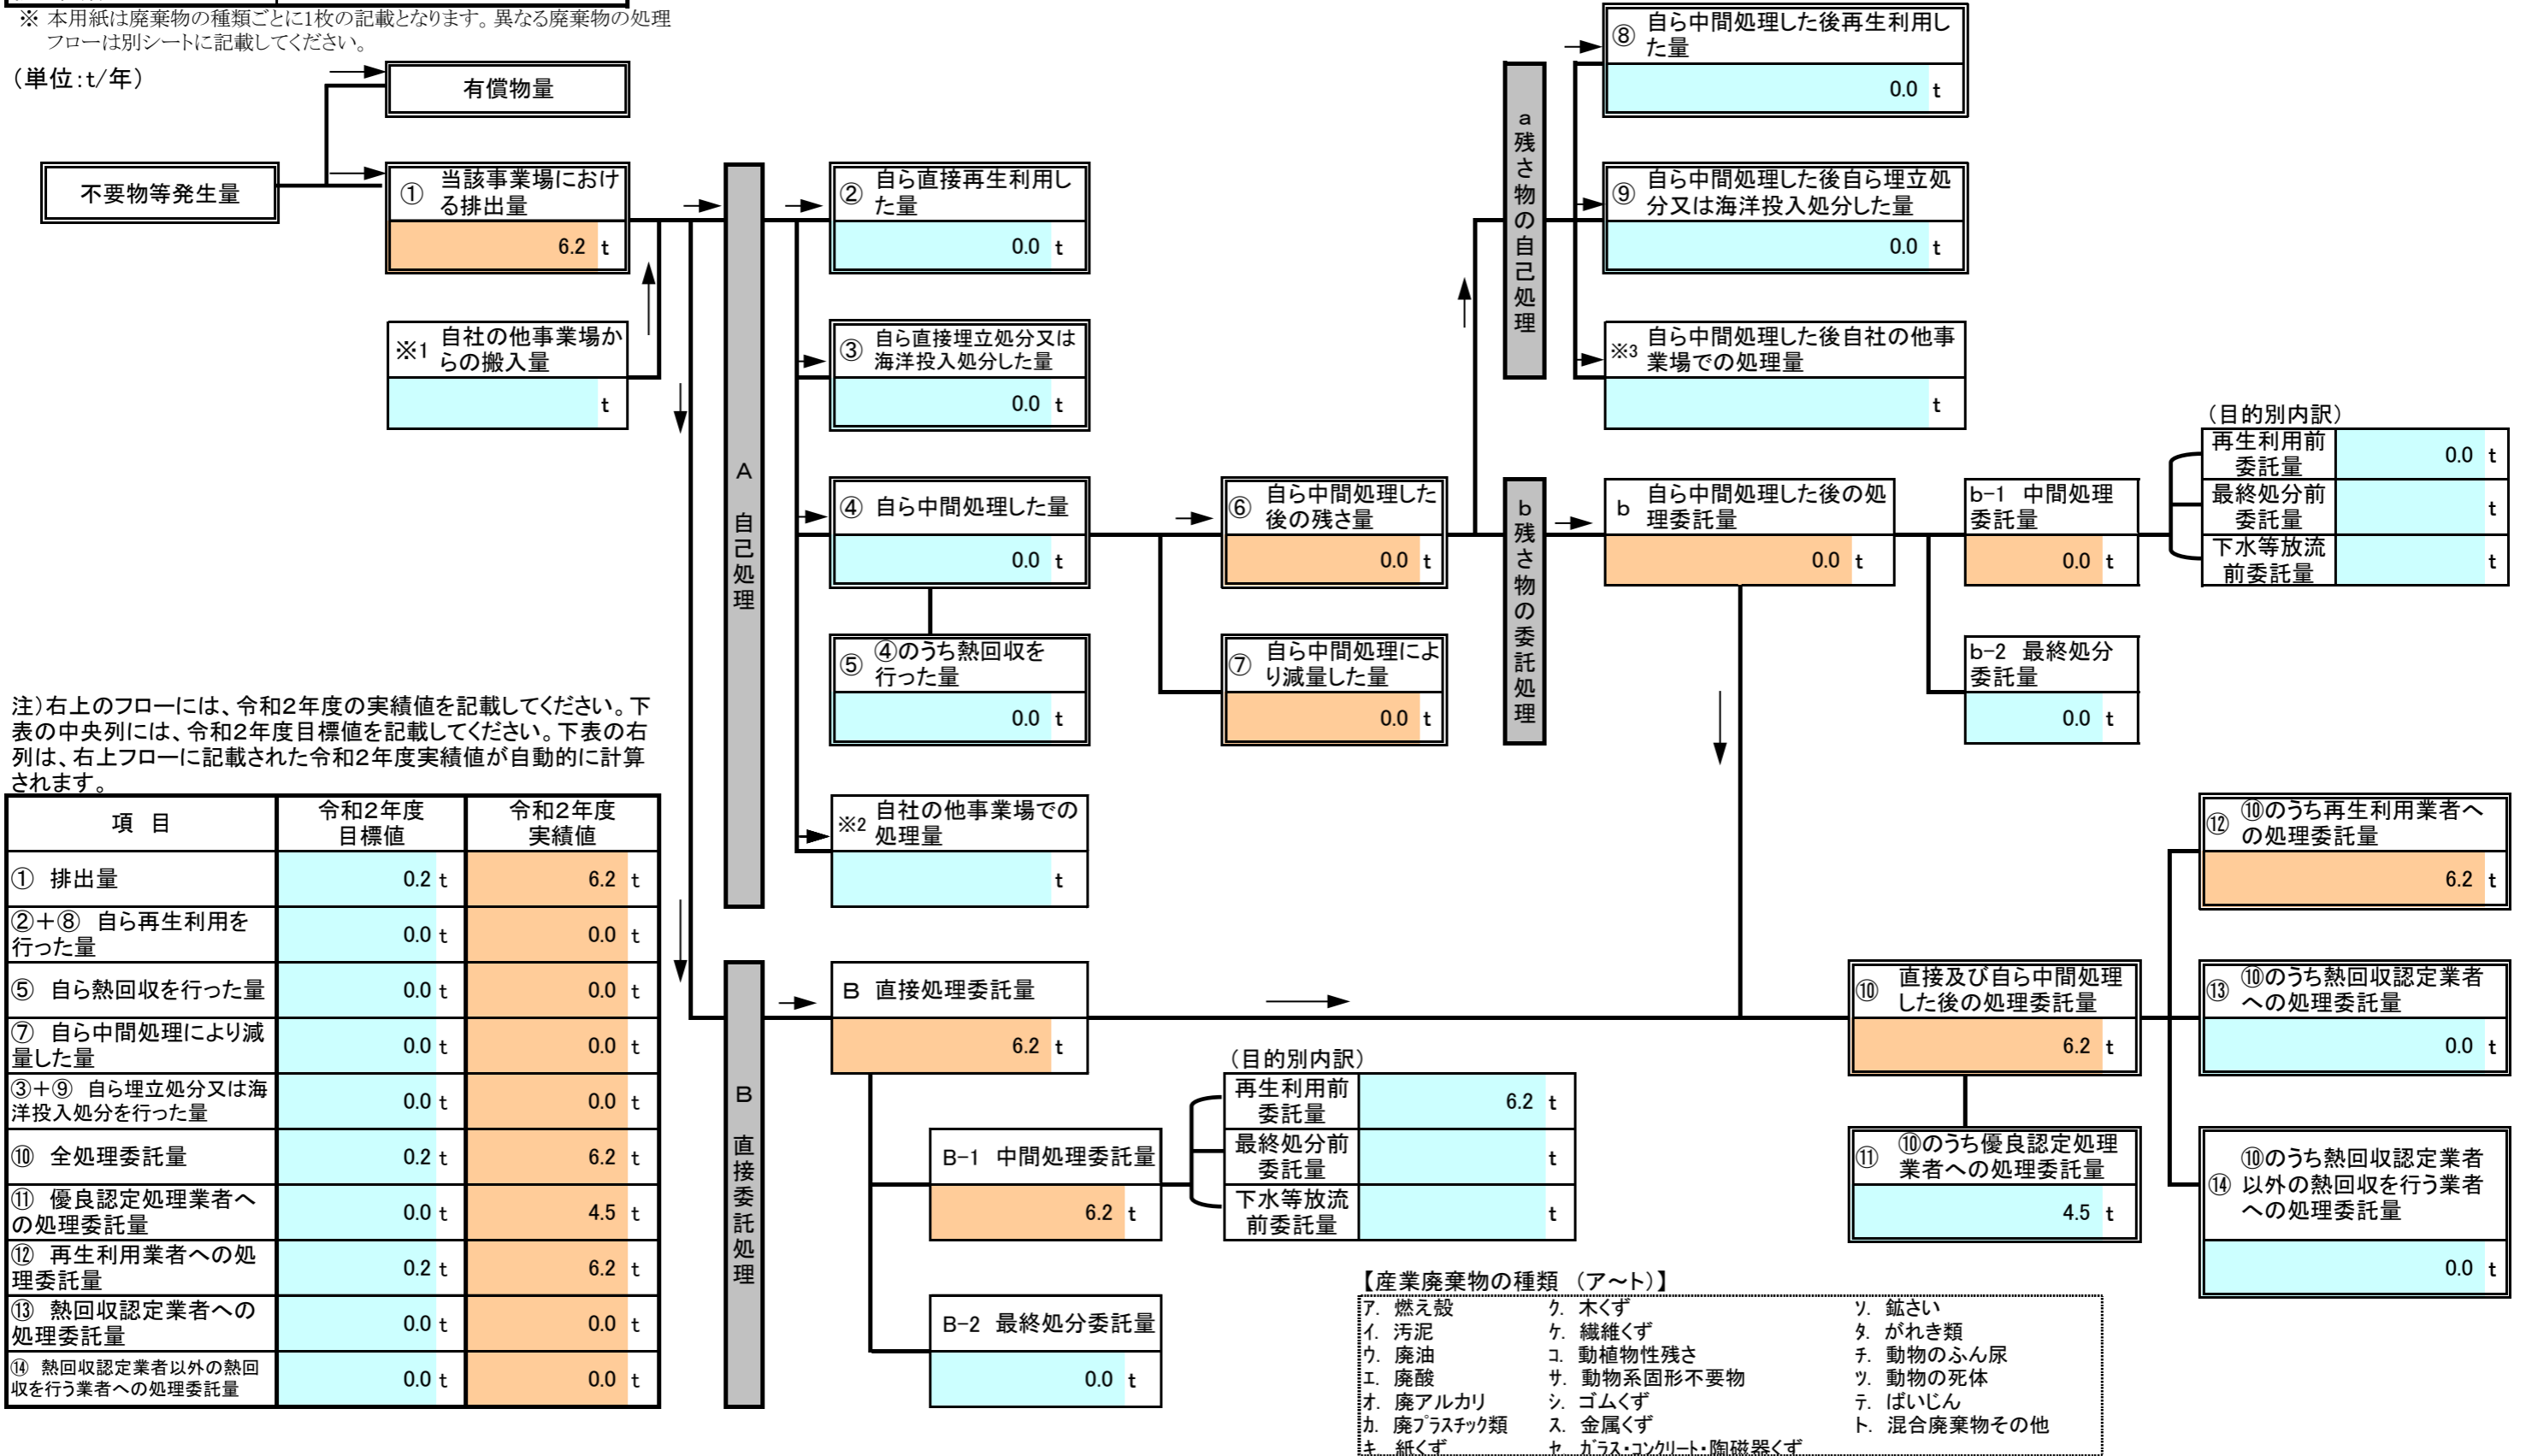 ※ 本用紙は廃棄物の種類ごとに1枚の記載となります。異なる廃棄物の処理
フローは別シートに記載してください。
(単位:t/年)
有償物量
不要物等発生量
① 当該事業場におけ
る排出量
6.2 t
※1 自社の他事業場か
らの搬入量
t
A 自己処理
② 自ら直接再生利用し
た量
0.0 t
③ 自ら直接埋立処分又は
海洋投入処分した量
0.0 t
④ 自ら中間処理した量
0.0 t
⑤ ④のうち熱回収を
行った量
0.0 t
※2 自社の他事業場での
処理量
t
⑥ 自ら中間処理した
後の残さ量
0.0 t
⑦ 自ら中間処理によ
り減量した量
0.0 t
a 残さ物の自己処理
⑧ 自ら中間処理した後再生利用し
た量
0.0 t
⑨ 自ら中間処理した後自ら埋立処
分又は海洋投入処分した量
0.0 t
※3 自ら中間処理した後自社の他事
業場での処理量
t
b 残さ物の委託処理
b 自ら中間処理した後の処
理委託量
0.0 t
b-1 中間処理
委託量
0.0 t
(目的別内訳)
再生利用前
委託量
0.0 t
最終処分前
委託量
t
下水等放流
前委託量
t
b-2 最終処分
委託量
0.0 t
注)右上のフローには、令和2年度の実績値を記載してください。下
表の中央列には、令和2年度目標値を記載してください。下表の右
列は、右上フローに記載された令和2年度実績値が自動的に計算
されます。
項 目
令和2年度
目標値
令和2年度
実績値
① 排出量 0.2 t 6.2 t
②+⑧ 自ら再生利用を
行った量 0.0 t 0.0 t
⑤ 自ら熱回収を行った量 0.0 t 0.0 t
⑦ 自ら中間処理により減
量した量 0.0 t 0.0 t
③+⑨ 自ら埋立処分又は海
洋投入処分を行った量 0.0 t 0.0 t
⑩ 全処理委託量 0.2 t 6.2 t
⑪ 優良認定処理業者へ
の処理委託量 0.0 t 4.5 t
⑫ 再生利用業者への処
理委託量 0.2 t 6.2 t
⑬ 熱回収認定業者への
処理委託量 0.0 t 0.0 t
⑭ 熱回収認定業者以外の熱回
収を行う業者への処理委託量 0.0 t 0.0 t
B 直接委託処理
B 直接処理委託量
6.2 t
B-1 中間処理委託量
6.2 t
(目的別内訳)
再生利用前
委託量
6.2 t
最終処分前
委託量
t
下水等放流
前委託量
t
B-2 最終処分委託量
0.0 t
⑩ 直接及び自ら中間処理
した後の処理委託量
6.2 t
⑪ ⑩のうち優良認定処理
業者への処理委託量
4.5 t
⑫ ⑩のうち再生利用業者へ
の処理委託量
6.2 t
⑬ ⑩のうち熱回収認定業者
への処理委託量
0.0 t
⑭ ⑩のうち熱回収認定業者
以外の熱回収を行う業者
への処理委託量
0.0 t
【産業廃棄物の種類 (ア~ト)】
ア. 燃え殻 ク. 木くず ソ. 鉱さい
イ. 汚泥 ケ. 繊維くず タ. がれき類
ウ. 廃油 コ. 動植物性残さ チ. 動物のふん尿
エ. 廃酸 サ. 動物系固形不要物 ツ. 動物の死体
オ. 廃アルカリ シ. ゴムくず テ. ばいじん
カ. 廃プラスチック類 ス. 金属くず ト. 混合廃棄物その他
キ. 紙くず セ. ガラス・コンクリート・陶磁器くず